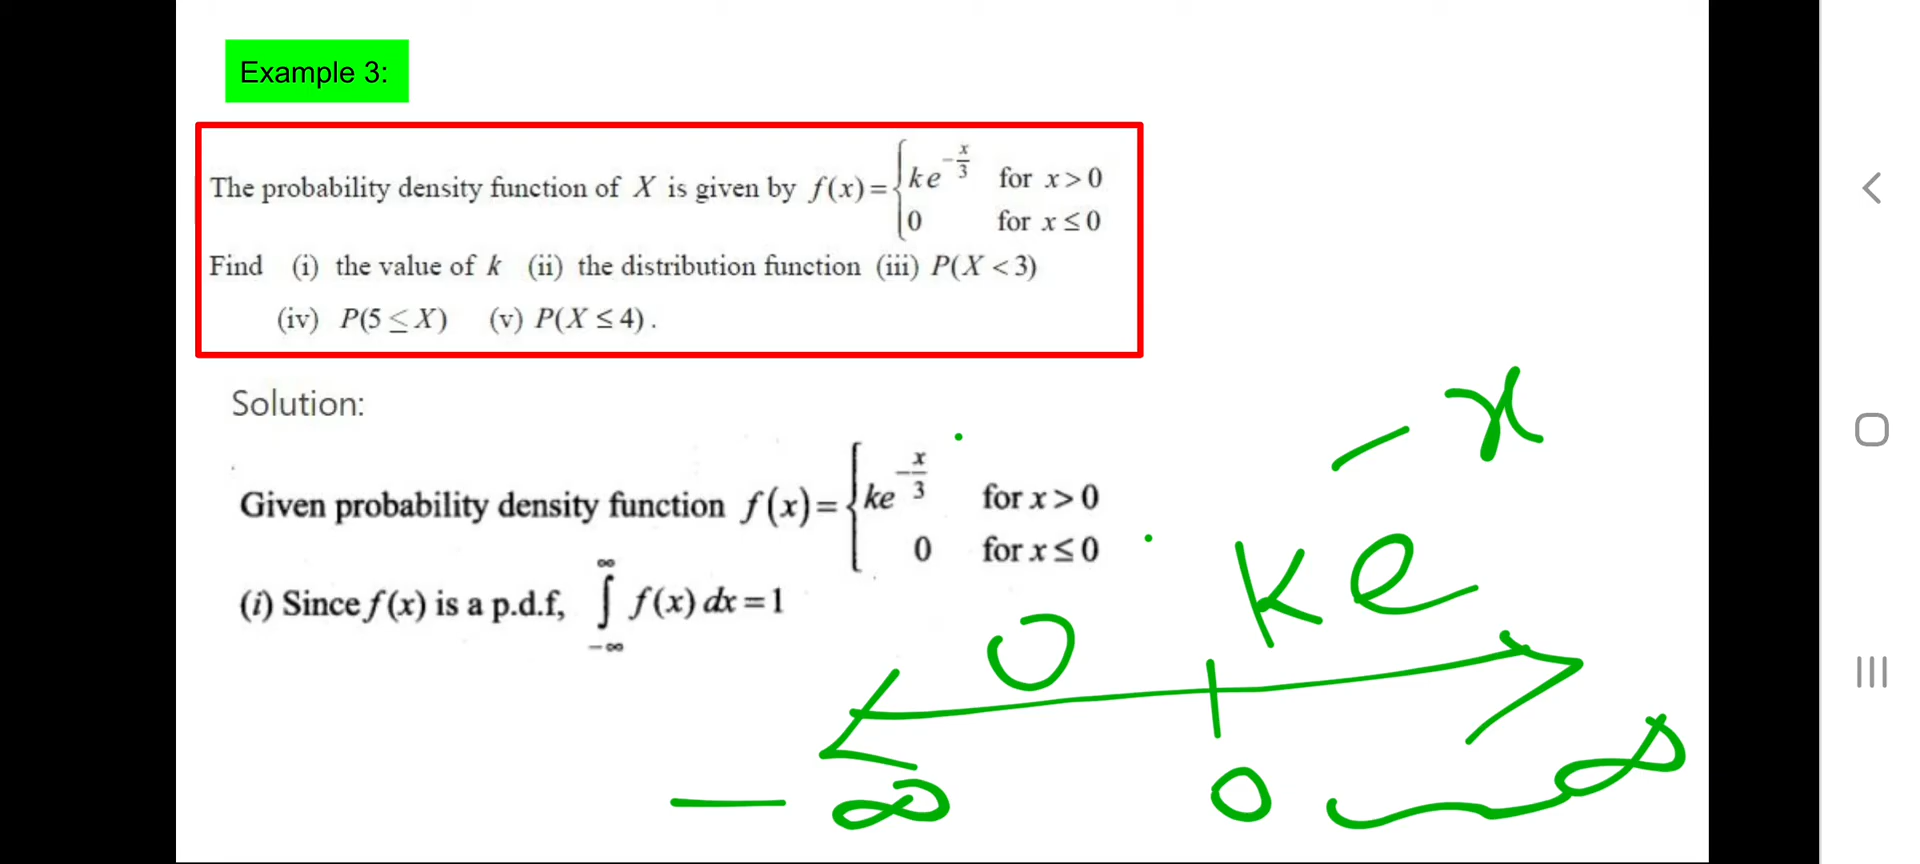 Example 3:
The probability density function of X is given by f(x) = { ke^{-x/3} for x > 0
0 for x ≤ 0
Find (i) the value of k (ii) the distribution function (iii) P(X < 3)
(iv) P(5 ≤ X) (v) P(X ≤ 4) .
Solution:
Given probability density function f(x) = { ke^{-x/3} for x > 0
0 for x ≤ 0
(i) Since f(x) is a p.d.f, ∫_{-∞}^{∞} f(x) dx = 1
- x
0 ke
- ∞ 0 ∞